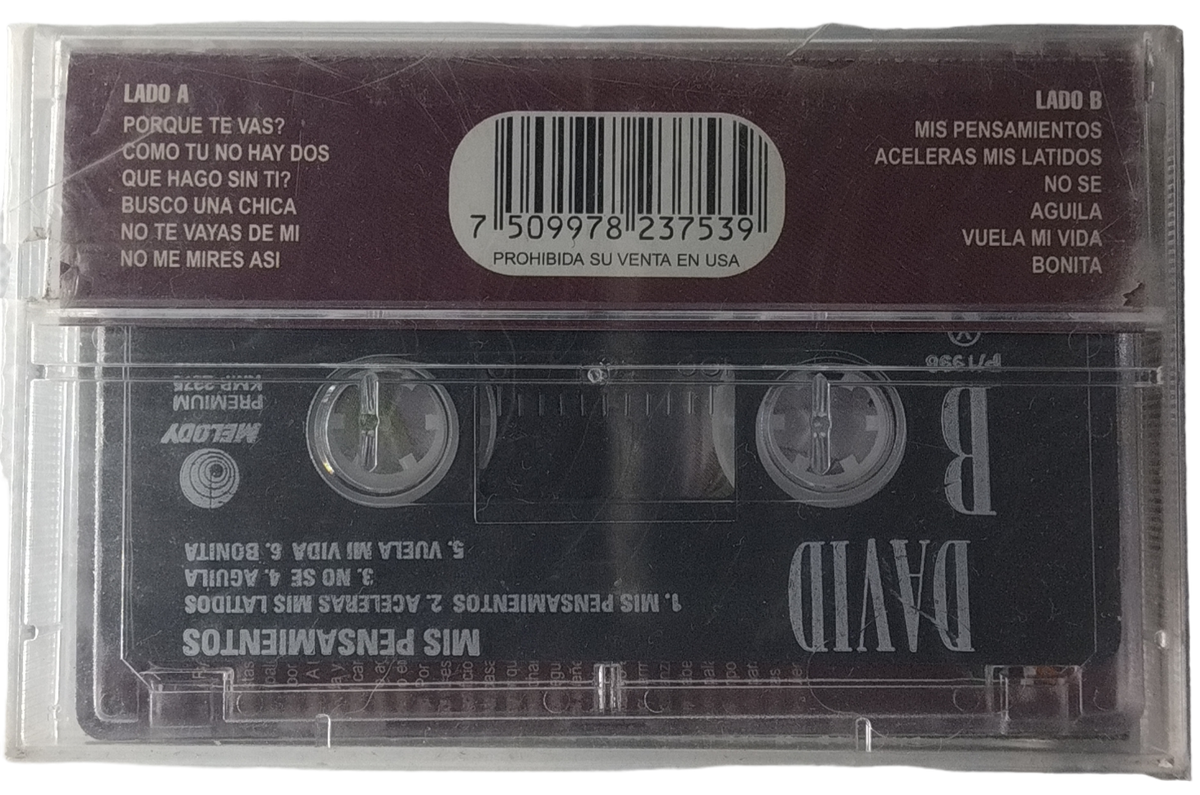 LADO A
PORQUE TE VAS?
COMO TU NO HAY DOS
QUE HAGO SIN TI?
BUSCO UNA CHICA
NO TE VAYAS DE MI
NO ME MIRES ASI
7 509978 237539
PROHIBIDA SU VENTA EN USA
LADO B
MIS PENSAMIENTOS
ACELERAS MIS LATIDOS
NO SE
AGUILA
VUELA MI VIDA
BONITA
DAVID
MIS PENSAMIENTOS
1. MIS PENSAMIENTOS 2. ACELERAS MIS LATIDOS
3. NO SE 4. AGUILA
5. VUELA MI VIDA 6. BONITA
B
P/1996
MELODY
PREMIUM
KMP 2375